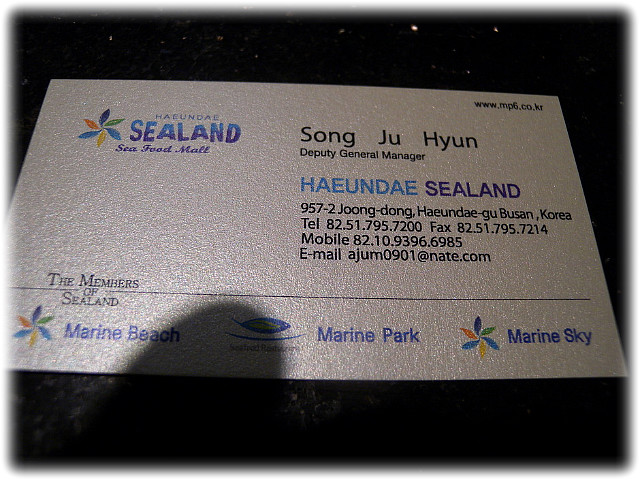 www.mp6.co.kr
HAEUNDAE
SEALAND
Sea Food Mall
Song Ju Hyun
Deputy General Manager
HAEUNDAE SEALAND
957-2 Joong-dong, Haeundae-gu Busan , Korea
Tel 82.51.795.7200 Fax 82.51.795.7214
Mobile 82.10.9396.6985
E-mail ajum0901@nate.com
THE MEMBERS
OF
SEALAND
Marine Beach
Marine Park
Marine Sky